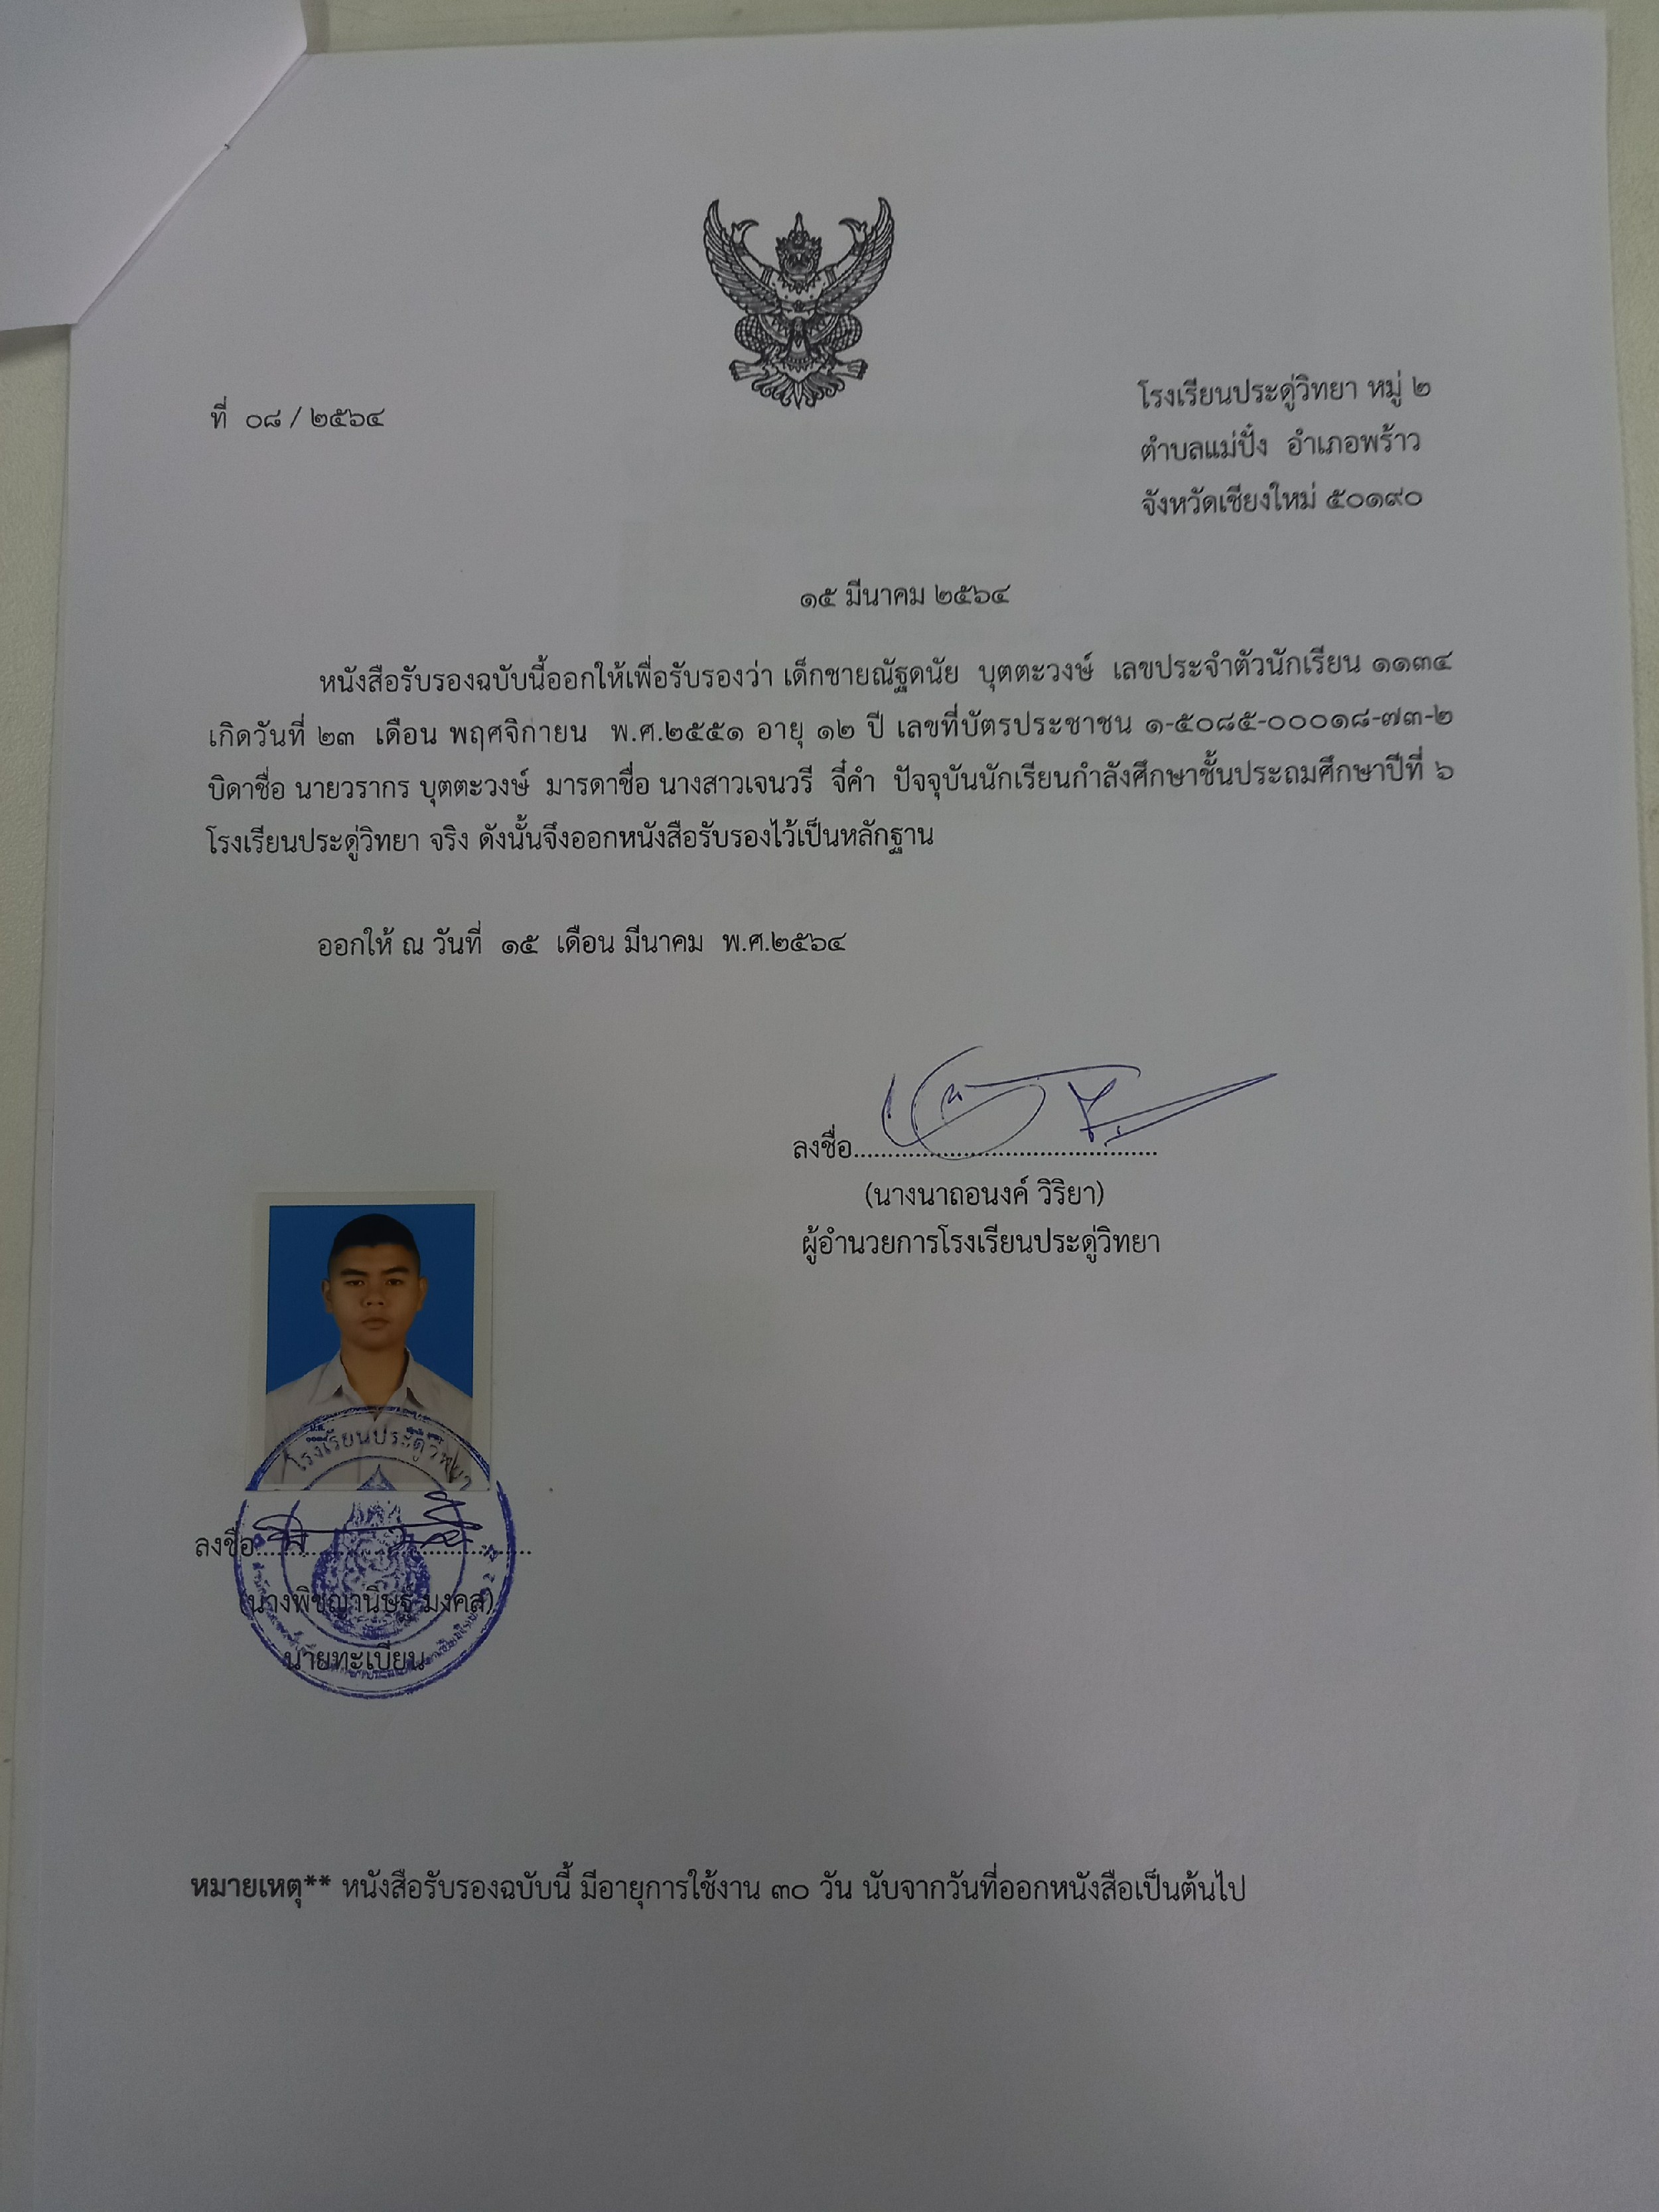 ที่ ๐๘ / ๒๕๖๔
โรงเรียนประดู่วิทยา หมู่ ๒
ตำบลแม่ปั๋ง อำเภอพร้าว
จังหวัดเชียงใหม่ ๕๐๑๙๐
๑๕ มีนาคม ๒๕๖๔
หนังสือรับรองฉบับนี้ออกให้เพื่อรับรองว่า เด็กชายณัฐดนัย บุตตะวงษ์ เลขประจำตัวนักเรียน ๑๑๓๔
เกิดวันที่ ๒๓ เดือน พฤศจิกายน พ.ศ.๒๕๕๑ อายุ ๑๒ ปี เลขที่บัตรประชาชน ๑-๕๐๘๕-๐๐๐๑๘-๗๓-๒
บิดาชื่อ นายวรากร บุตตะวงษ์ มารดาชื่อ นางสาวเจนวรี จี๋คำ ปัจจุบันนักเรียนกำลังศึกษาชั้นประถมศึกษาปีที่ ๖
โรงเรียนประดู่วิทยา จริง ดังนั้นจึงออกหนังสือรับรองไว้เป็นหลักฐาน
ออกให้ ณ วันที่ ๑๕ เดือน มีนาคม พ.ศ.๒๕๖๔
ลงชื่อ
(นางนาถอนงค์ วิริยา)
ผู้อำนวยการโรงเรียนประดู่วิทยา
โรงเรียนประดู่วิทยา
ลงชื่อ
(นางพิชญานิษฐ์ มงคล)
นายทะเบียน
หมายเหตุ** หนังสือรับรองฉบับนี้ มีอายุการใช้งาน ๓๐ วัน นับจากวันที่ออกหนังสือเป็นต้นไป